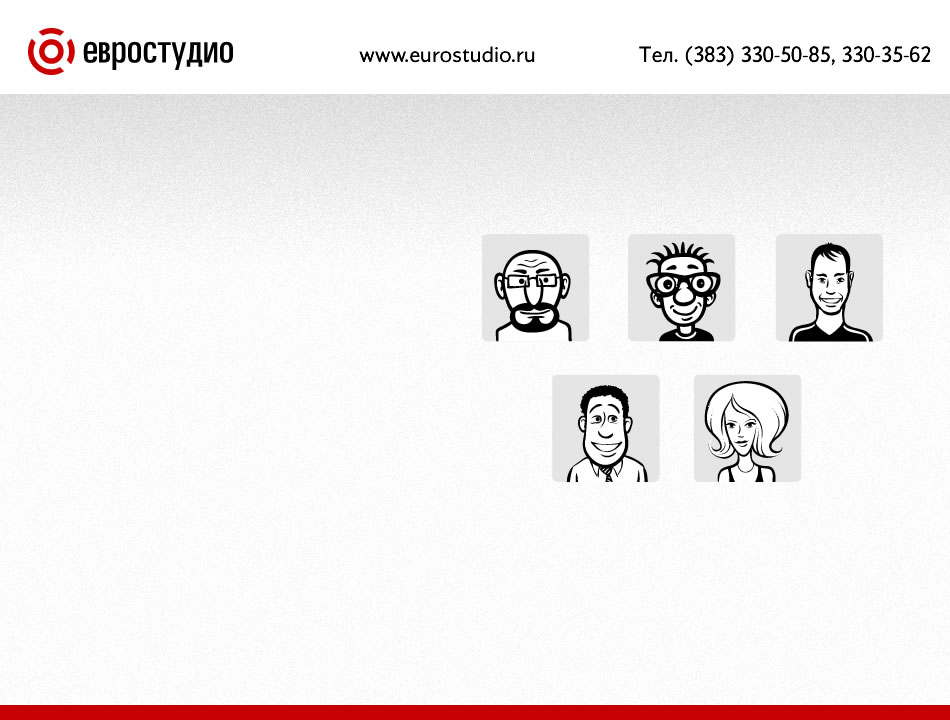 евростудио
www.eurostudio.ru
Тел. (383) 330-50-85, 330-35-62